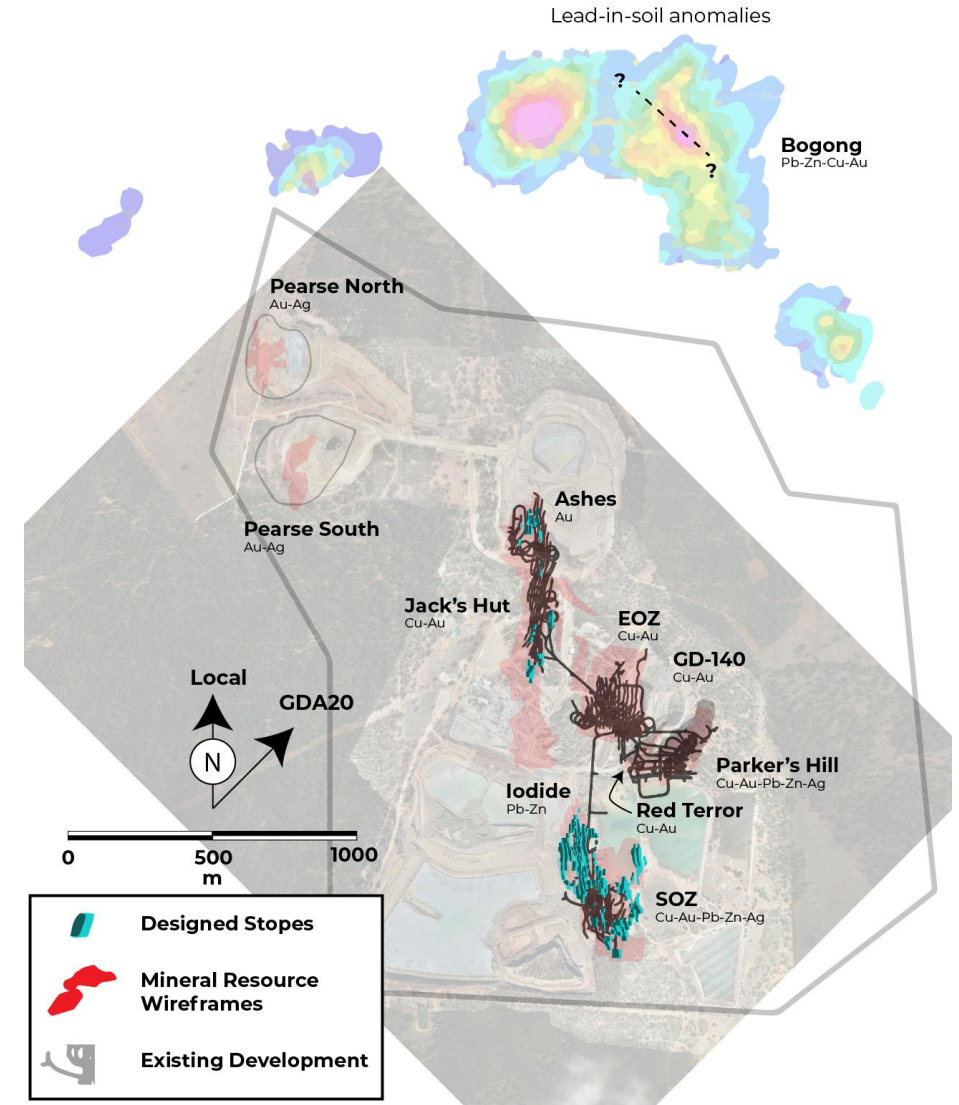 Lead-in-soil anomalies
?
?
Bogong
Pb-Zn-Cu-Au
Pearse North
Au-Ag
Pearse South
Au-Ag
Ashes
Au
Jack's Hut
Cu-Au
EOZ
Cu-Au
GD-140
Cu-Au
Local
GDA20
N
Parker's Hill
Cu-Au-Pb-Zn-Ag
Iodide
Pb-Zn
Red Terror
Cu-Au
0
500
1000
m
SOZ
Cu-Au-Pb-Zn-Ag
Designed Stopes
Mineral Resource
Wireframes
Existing Development